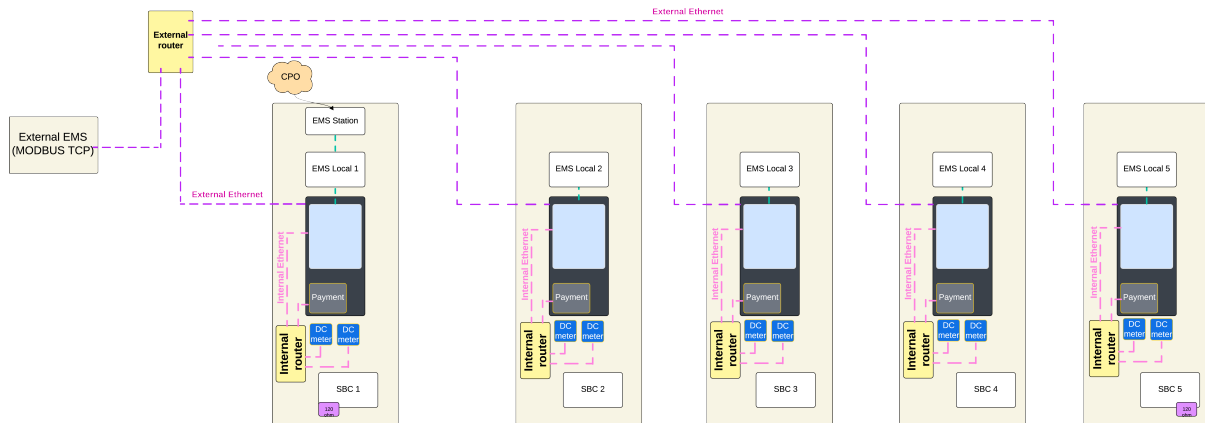 External Ethernet
External
router
CPO
EMS Station
External EMS
(MODBUS TCP)
EMS Local 1
EMS Local 2
EMS Local 3
EMS Local 4
EMS Local 5
External Ethernet
Internal Ethernet
Internal Ethernet
Internal Ethernet
Internal Ethernet
Internal Ethernet
Payment
Payment
Payment
Payment
Payment
Internal
router
DC
meter
DC
meter
Internal
router
DC
meter
DC
meter
Internal
router
DC
meter
DC
meter
Internal
router
DC
meter
DC
meter
Internal
router
DC
meter
DC
meter
SBC 1
120
ohm
SBC 2
SBC 3
SBC 4
SBC 5
120
ohm